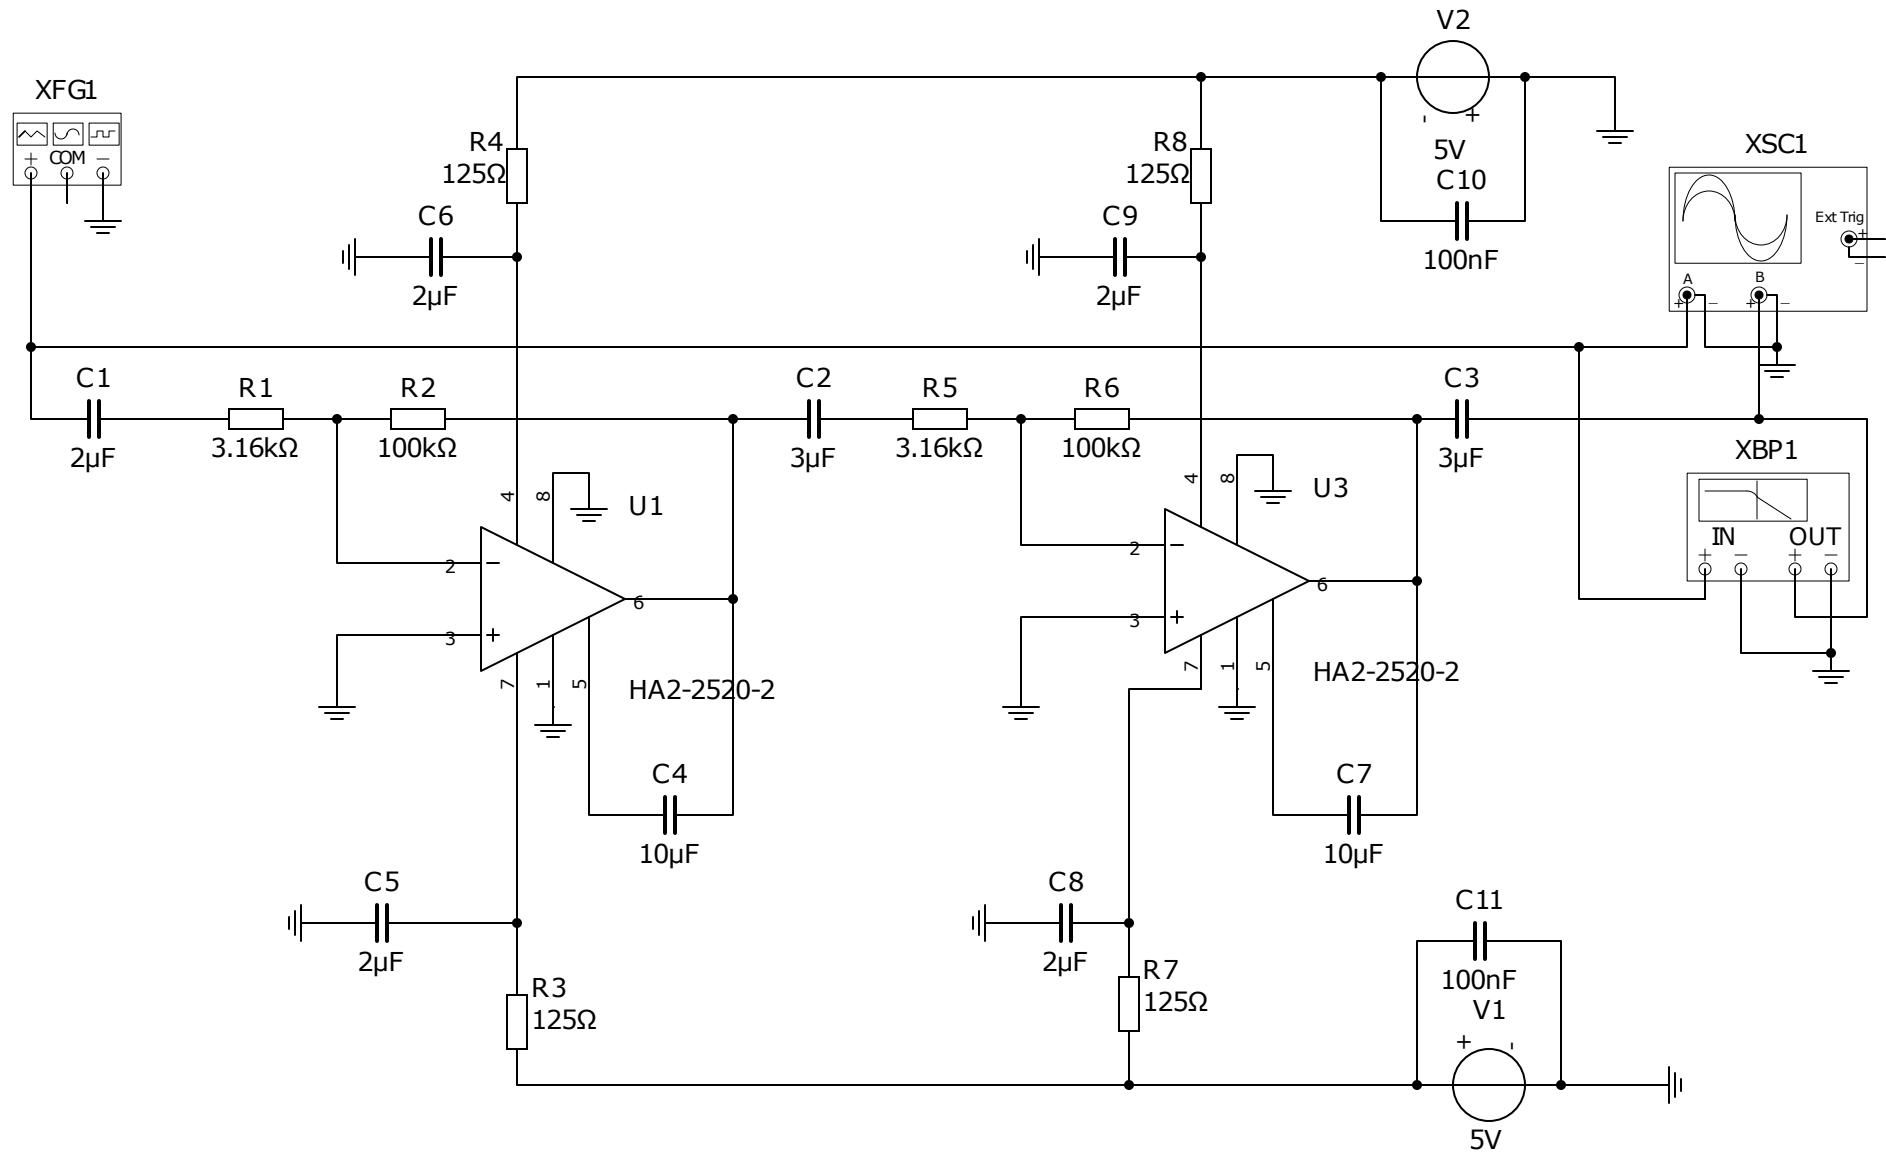 V2
XFG1
+ COM −
R4
125Ω
R8
125Ω
- +
5V
C10
100nF
XSC1
Ext Trig
+
−
A
B
+ − + −
C6
2µF
C9
2µF
C1
2µF
R1
3.16kΩ
R2
100kΩ
C2
3µF
R5
3.16kΩ
R6
100kΩ
C3
3µF
XBP1
IN OUT
+ − + −
4
8
U1
2
−
3
+
6
7
1
5
HA2-2520-2
4
8
U3
2
−
3
+
6
7
1
5
HA2-2520-2
C4
10µF
C7
10µF
C5
2µF
C8
2µF
R3
125Ω
R7
125Ω
C11
100nF
V1
+ -
5V